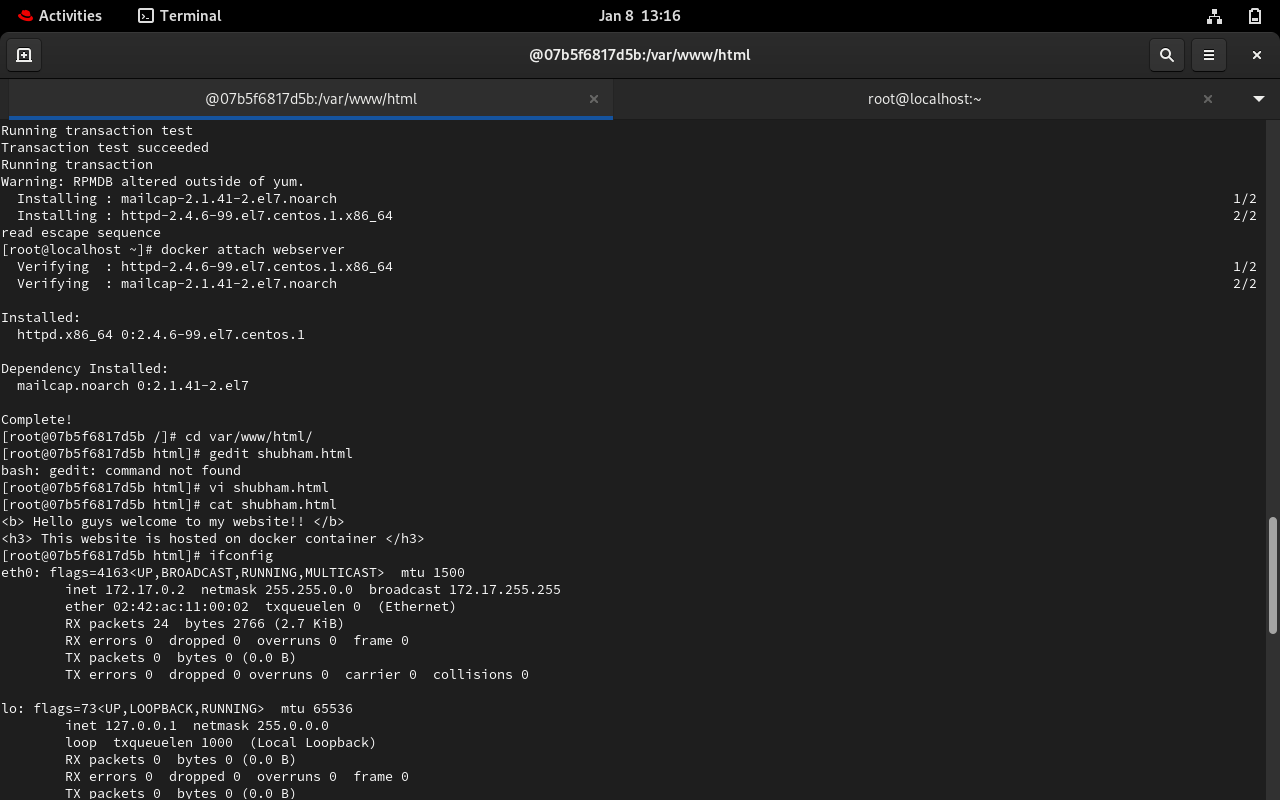 Activities Terminal Jan 8 13:16
@07b5f6817d5b:/var/www/html
@07b5f6817d5b:/var/www/html × root@localhost:~ ×
Running transaction test
Transaction test succeeded
Running transaction
Warning: RPMDB altered outside of yum.
  Installing : mailcap-2.1.41-2.el7.noarch 1/2
  Installing : httpd-2.4.6-99.el7.centos.1.x86_64 2/2
read escape sequence
[root@localhost ~]# docker attach webserver
  Verifying  : httpd-2.4.6-99.el7.centos.1.x86_64 1/2
  Verifying  : mailcap-2.1.41-2.el7.noarch 2/2

Installed:
  httpd.x86_64 0:2.4.6-99.el7.centos.1

Dependency Installed:
  mailcap.noarch 0:2.1.41-2.el7

Complete!
[root@07b5f6817d5b /]# cd var/www/html/
[root@07b5f6817d5b html]# gedit shubham.html
bash: gedit: command not found
[root@07b5f6817d5b html]# vi shubham.html
[root@07b5f6817d5b html]# cat shubham.html
<b> Hello guys welcome to my website!! </b>
<h3> This website is hosted on docker container </h3>
[root@07b5f6817d5b html]# ifconfig
eth0: flags=4163<UP,BROADCAST,RUNNING,MULTICAST>  mtu 1500
        inet 172.17.0.2  netmask 255.255.0.0  broadcast 172.17.255.255
        ether 02:42:ac:11:00:02  txqueuelen 0  (Ethernet)
        RX packets 24  bytes 2766 (2.7 KiB)
        RX errors 0  dropped 0  overruns 0  frame 0
        TX packets 0  bytes 0 (0.0 B)
        TX errors 0  dropped 0 overruns 0  carrier 0  collisions 0

lo: flags=73<UP,LOOPBACK,RUNNING>  mtu 65536
        inet 127.0.0.1  netmask 255.0.0.0
        loop  txqueuelen 1000  (Local Loopback)
        RX packets 0  bytes 0 (0.0 B)
        RX errors 0  dropped 0  overruns 0  frame 0
        TX packets 0  bytes 0 (0.0 B)